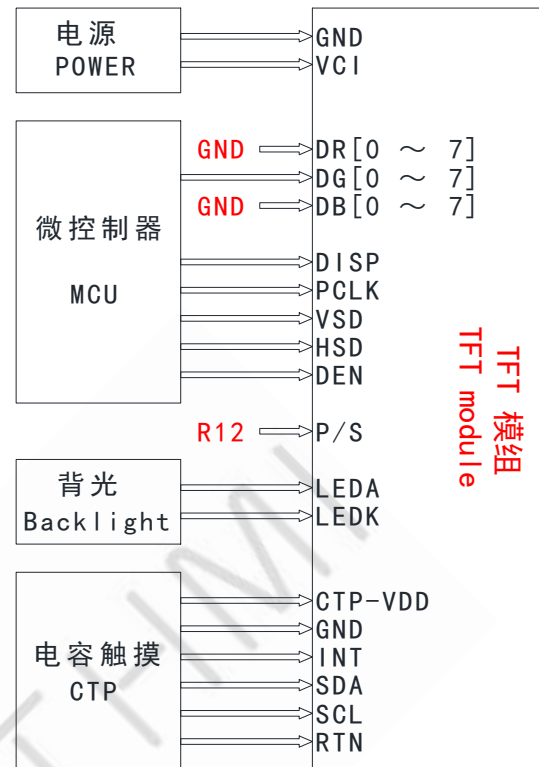 电源
POWER
GND
VCI
微控制器
MCU
GND
DR[0 ～ 7]
DG[0 ～ 7]
GND
DB[0 ～ 7]
DISP
PCLK
VSD
HSD
DEN
R12
P/S
TFT 模组
TFT module
背光
Backlight
LEDA
LEDK
电容触摸
CTP
CTP-VDD
GND
INT
SDA
SCL
RTN
THMI